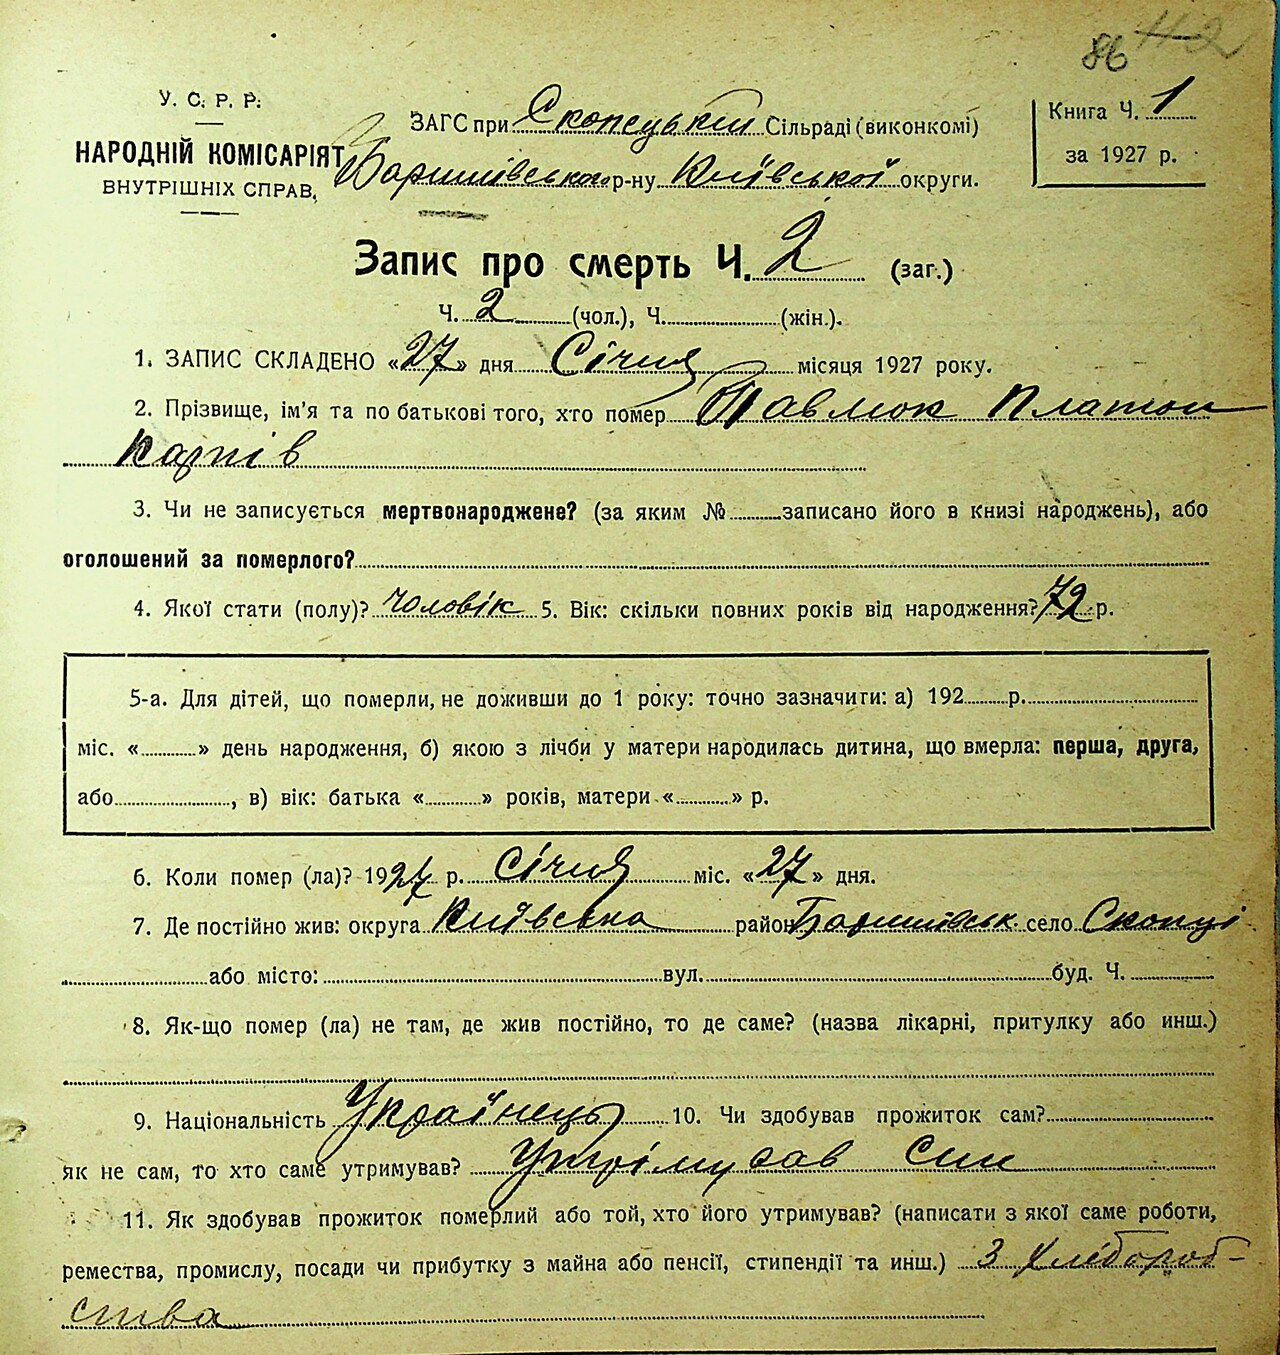 86
У. С. Р. Р.
НАРОДНІЙ КОМІСАРІЯТ
ВНУТРІШНІХ СПРАВ.
ЗАГС при Скопецькій Сільраді (виконкомі)
Баришівського р-ну Київської округи.
Книга Ч. 1
за 1927 р.
Запис про смерть Ч. 2 (заг.)
Ч. 2 (чол.), Ч. (жін.).
1. ЗАПИС СКЛАДЕНО «27» дня Січня місяця 1927 року.
2. Прізвище, ім'я та по батькові того, хто помер Павлюк Платон
Карпів
3. Чи не записується мертвонароджене? (за яким № записано його в книзі народжень), або
оголошений за померлого?
4. Якої стати (полу)? Чоловік 5. Вік: скільки повних років від народження? 72 р.
5-а. Для дітей, що померли, не доживши до 1 року: точно зазначити: а) 192 р.
міс. « » день народження, б) якою з лічби у матери народилась дитина, що вмерла: перша, друга,
або , в) вік: батька « » років, матери « » р.
6. Коли помер (ла)? 1927 р. Січня міс. «27» дня.
7. Де постійно жив: округа Київська район Баришівськ. село Скопці
або місто: вул. буд. Ч.
8. Як-що помер (ла) не там, де жив постійно, то де саме? (назва лікарні, притулку або инш.)
9. Національність Українець 10. Чи здобував прожиток сам?
як не сам, то хто саме утримував? Утрімував Син
11. Як здобував прожиток померлий або той, хто його утримував? (написати з якої саме роботи,
ремества, промислу, посади чи прибутку з майна або пенсії, стипендії та инш.) З хлібороб-
ства